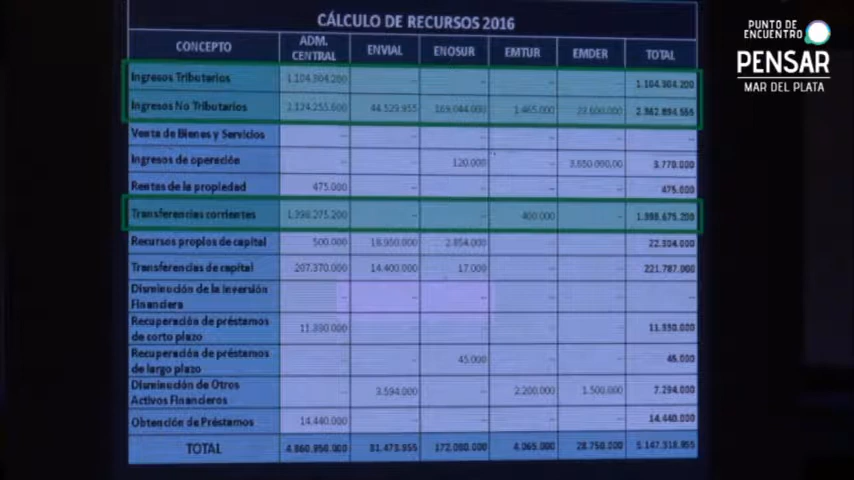 PUNTO DE
ENCUENTRO
PENSAR
MAR DEL PLATA
CÁLCULO DE RECURSOS 2016
CONCEPTO ADM. CENTRAL ENVIAL ENOSUR EMTUR EMDER TOTAL
Ingresos Tributarios 1.104.304.200 - - - - 1.104.304.200
Ingresos No Tributarios 2.124.255.600 44.529.955 169.044.000 1.465.000 23.600.000 2.362.894.555
Venta de Bienes y Servicios - - - - - -
Ingresos de operación - - 120.000 - 3.650.000,00 3.770.000
Rentas de la propiedad 475.000 - - - - 475.000
Transferencias corrientes 1.398.275.200 - - 400.000 - 1.398.675.200
Recursos propios de capital 500.000 18.950.000 2.854.000 - - 22.304.000
Transferencias de capital 207.370.000 14.400.000 17.000 - - 221.787.000
Disminución de la Inversión
Financiera - - - - - -
Recuperación de préstamos
de corto plazo 11.330.000 - - - - 11.330.000
Recuperación de préstamos
de largo plazo - - 45.000 - - 45.000
Disminución de Otros
Activos Financieros - 3.594.000 - 2.200.000 1.500.000 7.294.000
Obtención de Préstamos 14.440.000 - - - - 14.440.000
TOTAL 4.860.950.000 81.473.955 172.080.000 4.065.000 28.750.000 5.147.318.955